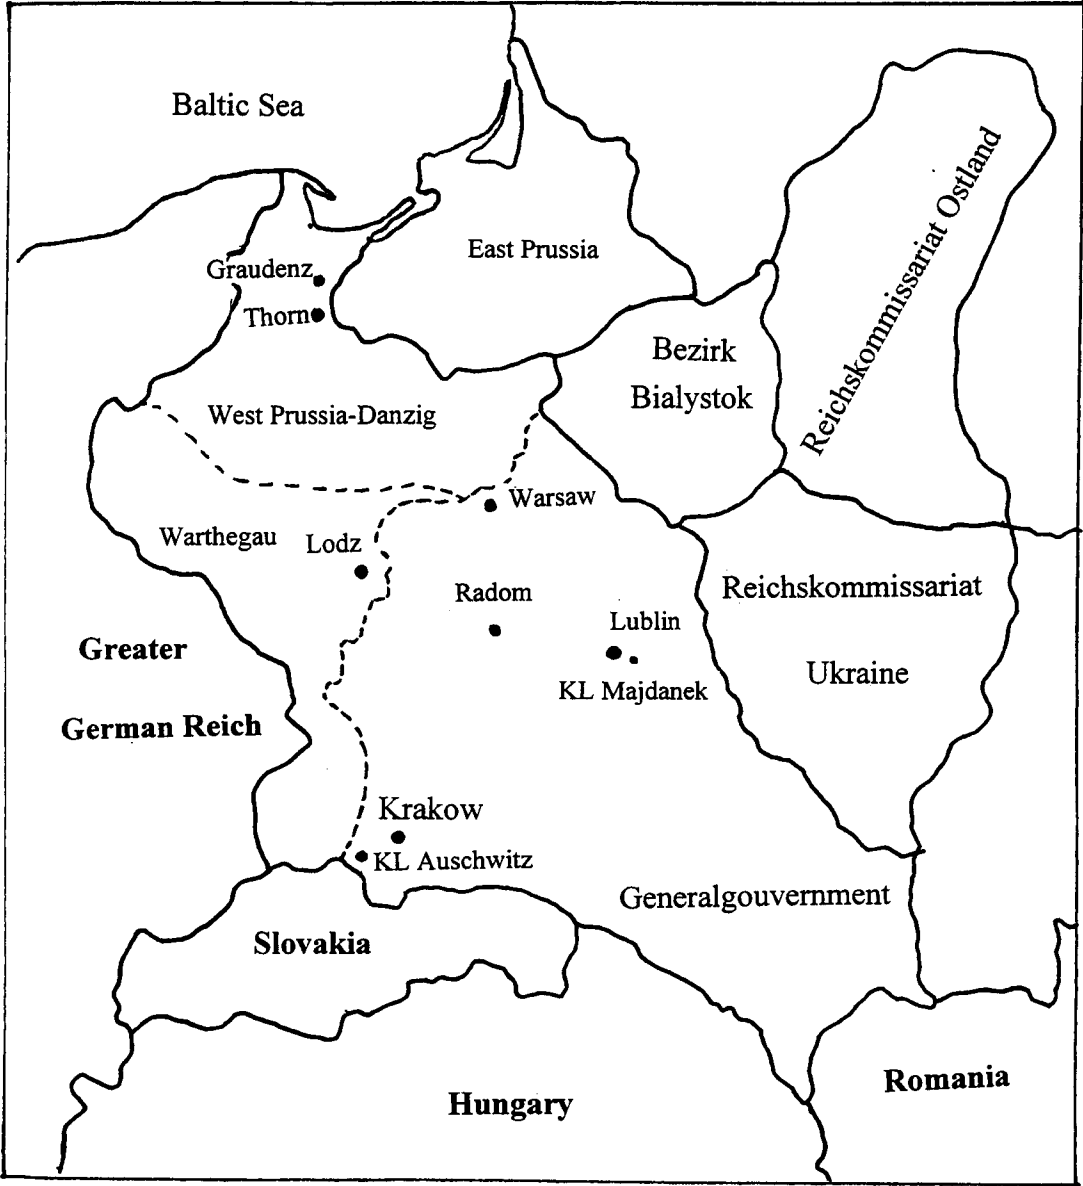 Baltic Sea
Reichskommissariat Ostland
East Prussia
Graudenz
Thorn
Bezirk
Bialystok
West Prussia-Danzig
Warsaw
Warthegau
Lodz
Radom
Reichskommissariat
Ukraine
Lublin
KL Majdanek
Greater
German Reich
Krakow
KL Auschwitz
Generalgouvernment
Slovakia
Hungary
Romania